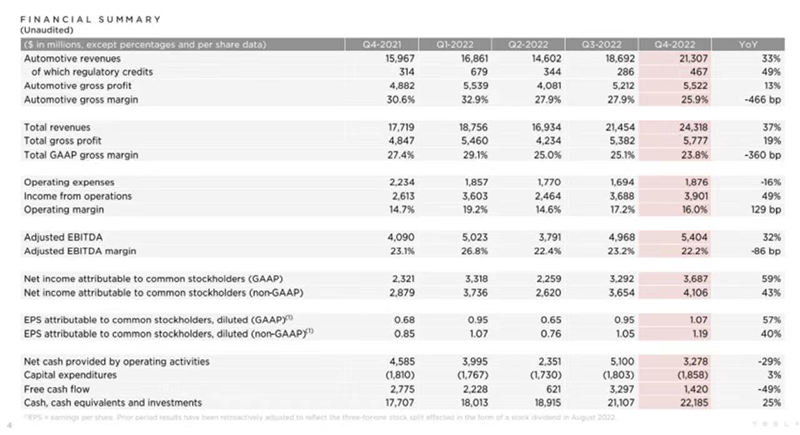 FINANCIAL SUMMARY
(Unaudited)
($ in millions, except percentages and per share data) Q4-2021 Q1-2022 Q2-2022 Q3-2022 Q4-2022 YoY
Automotive revenues 15,967 16,861 14,602 18,692 21,307 33%
of which regulatory credits 314 679 344 286 467 49%
Automotive gross profit 4,882 5,539 4,081 5,212 5,522 13%
Automotive gross margin 30.6% 32.9% 27.9% 27.9% 25.9% -466 bp
Total revenues 17,719 18,756 16,934 21,454 24,318 37%
Total gross profit 4,847 5,460 4,234 5,382 5,777 19%
Total GAAP gross margin 27.4% 29.1% 25.0% 25.1% 23.8% -360 bp
Operating expenses 2,234 1,857 1,770 1,694 1,876 -16%
Income from operations 2,613 3,603 2,464 3,688 3,901 49%
Operating margin 14.7% 19.2% 14.6% 17.2% 16.0% 129 bp
Adjusted EBITDA 4,090 5,023 3,791 4,968 5,404 32%
Adjusted EBITDA margin 23.1% 26.8% 22.4% 23.2% 22.2% -86 bp
Net income attributable to common stockholders (GAAP) 2,321 3,318 2,259 3,292 3,687 59%
Net income attributable to common stockholders (non-GAAP) 2,879 3,736 2,620 3,654 4,106 43%
EPS attributable to common stockholders, diluted (GAAP)(1) 0.68 0.95 0.65 0.95 1.07 57%
EPS attributable to common stockholders, diluted (non-GAAP)(1) 0.85 1.07 0.76 1.05 1.19 40%
Net cash provided by operating activities 4,585 3,995 2,351 5,100 3,278 -29%
Capital expenditures (1,810) (1,767) (1,730) (1,803) (1,858) 3%
Free cash flow 2,775 2,228 621 3,297 1,420 -49%
Cash, cash equivalents and investments 17,707 18,013 18,915 21,107 22,185 25%
(1)EPS = earnings per share. Prior period results have been retroactively adjusted to reflect the three-for-one stock split effected in the form of a stock dividend in August 2022.
4 TESLA